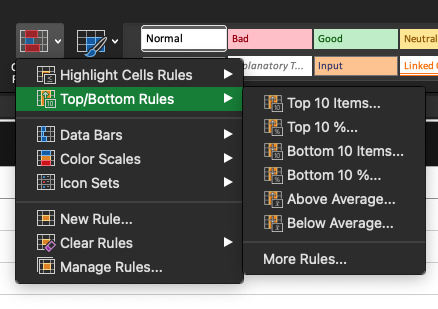 Normal
Bad
Good
Neutral
Explanatory T...
Input
Linked C
Highlight Cells Rules
Top/Bottom Rules
Data Bars
Color Scales
Icon Sets
New Rule...
Clear Rules
Manage Rules...
Top 10 Items...
Top 10 %...
Bottom 10 Items...
Bottom 10 %...
Above Average...
Below Average...
More Rules...